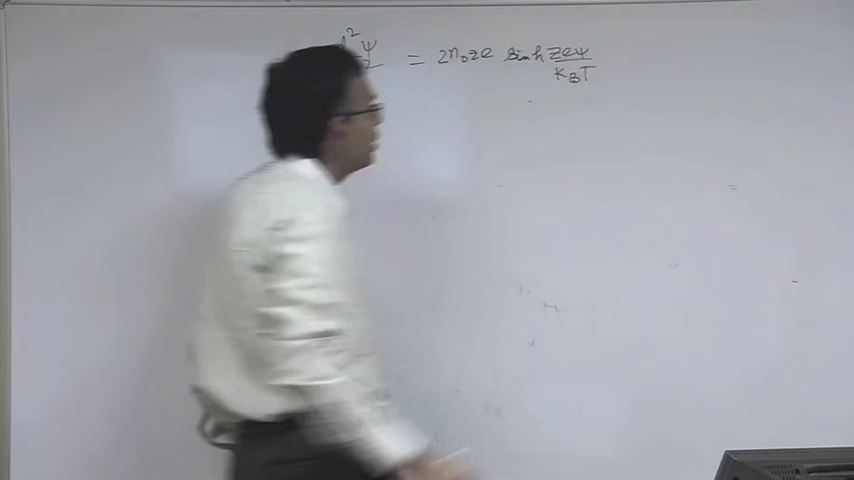 ²ψ = 2n₀ze sinh zeψ/K_BT